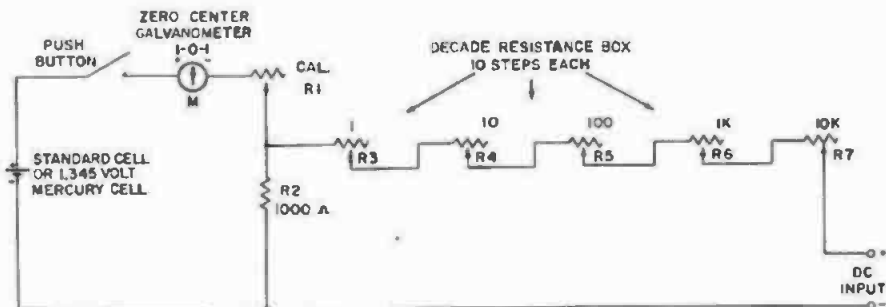 ZERO CENTER
GALVANOMETER
1-0-1
+ -
M
PUSH
BUTTON
CAL.
R1
DECADE RESISTANCE BOX
10 STEPS EACH
1
R3
10
R4
100
R5
1K
R6
10K
R7
STANDARD CELL
OR 1.345 VOLT
MERCURY CELL
+
-
R2
1000 Ω
DC
INPUT
+
-